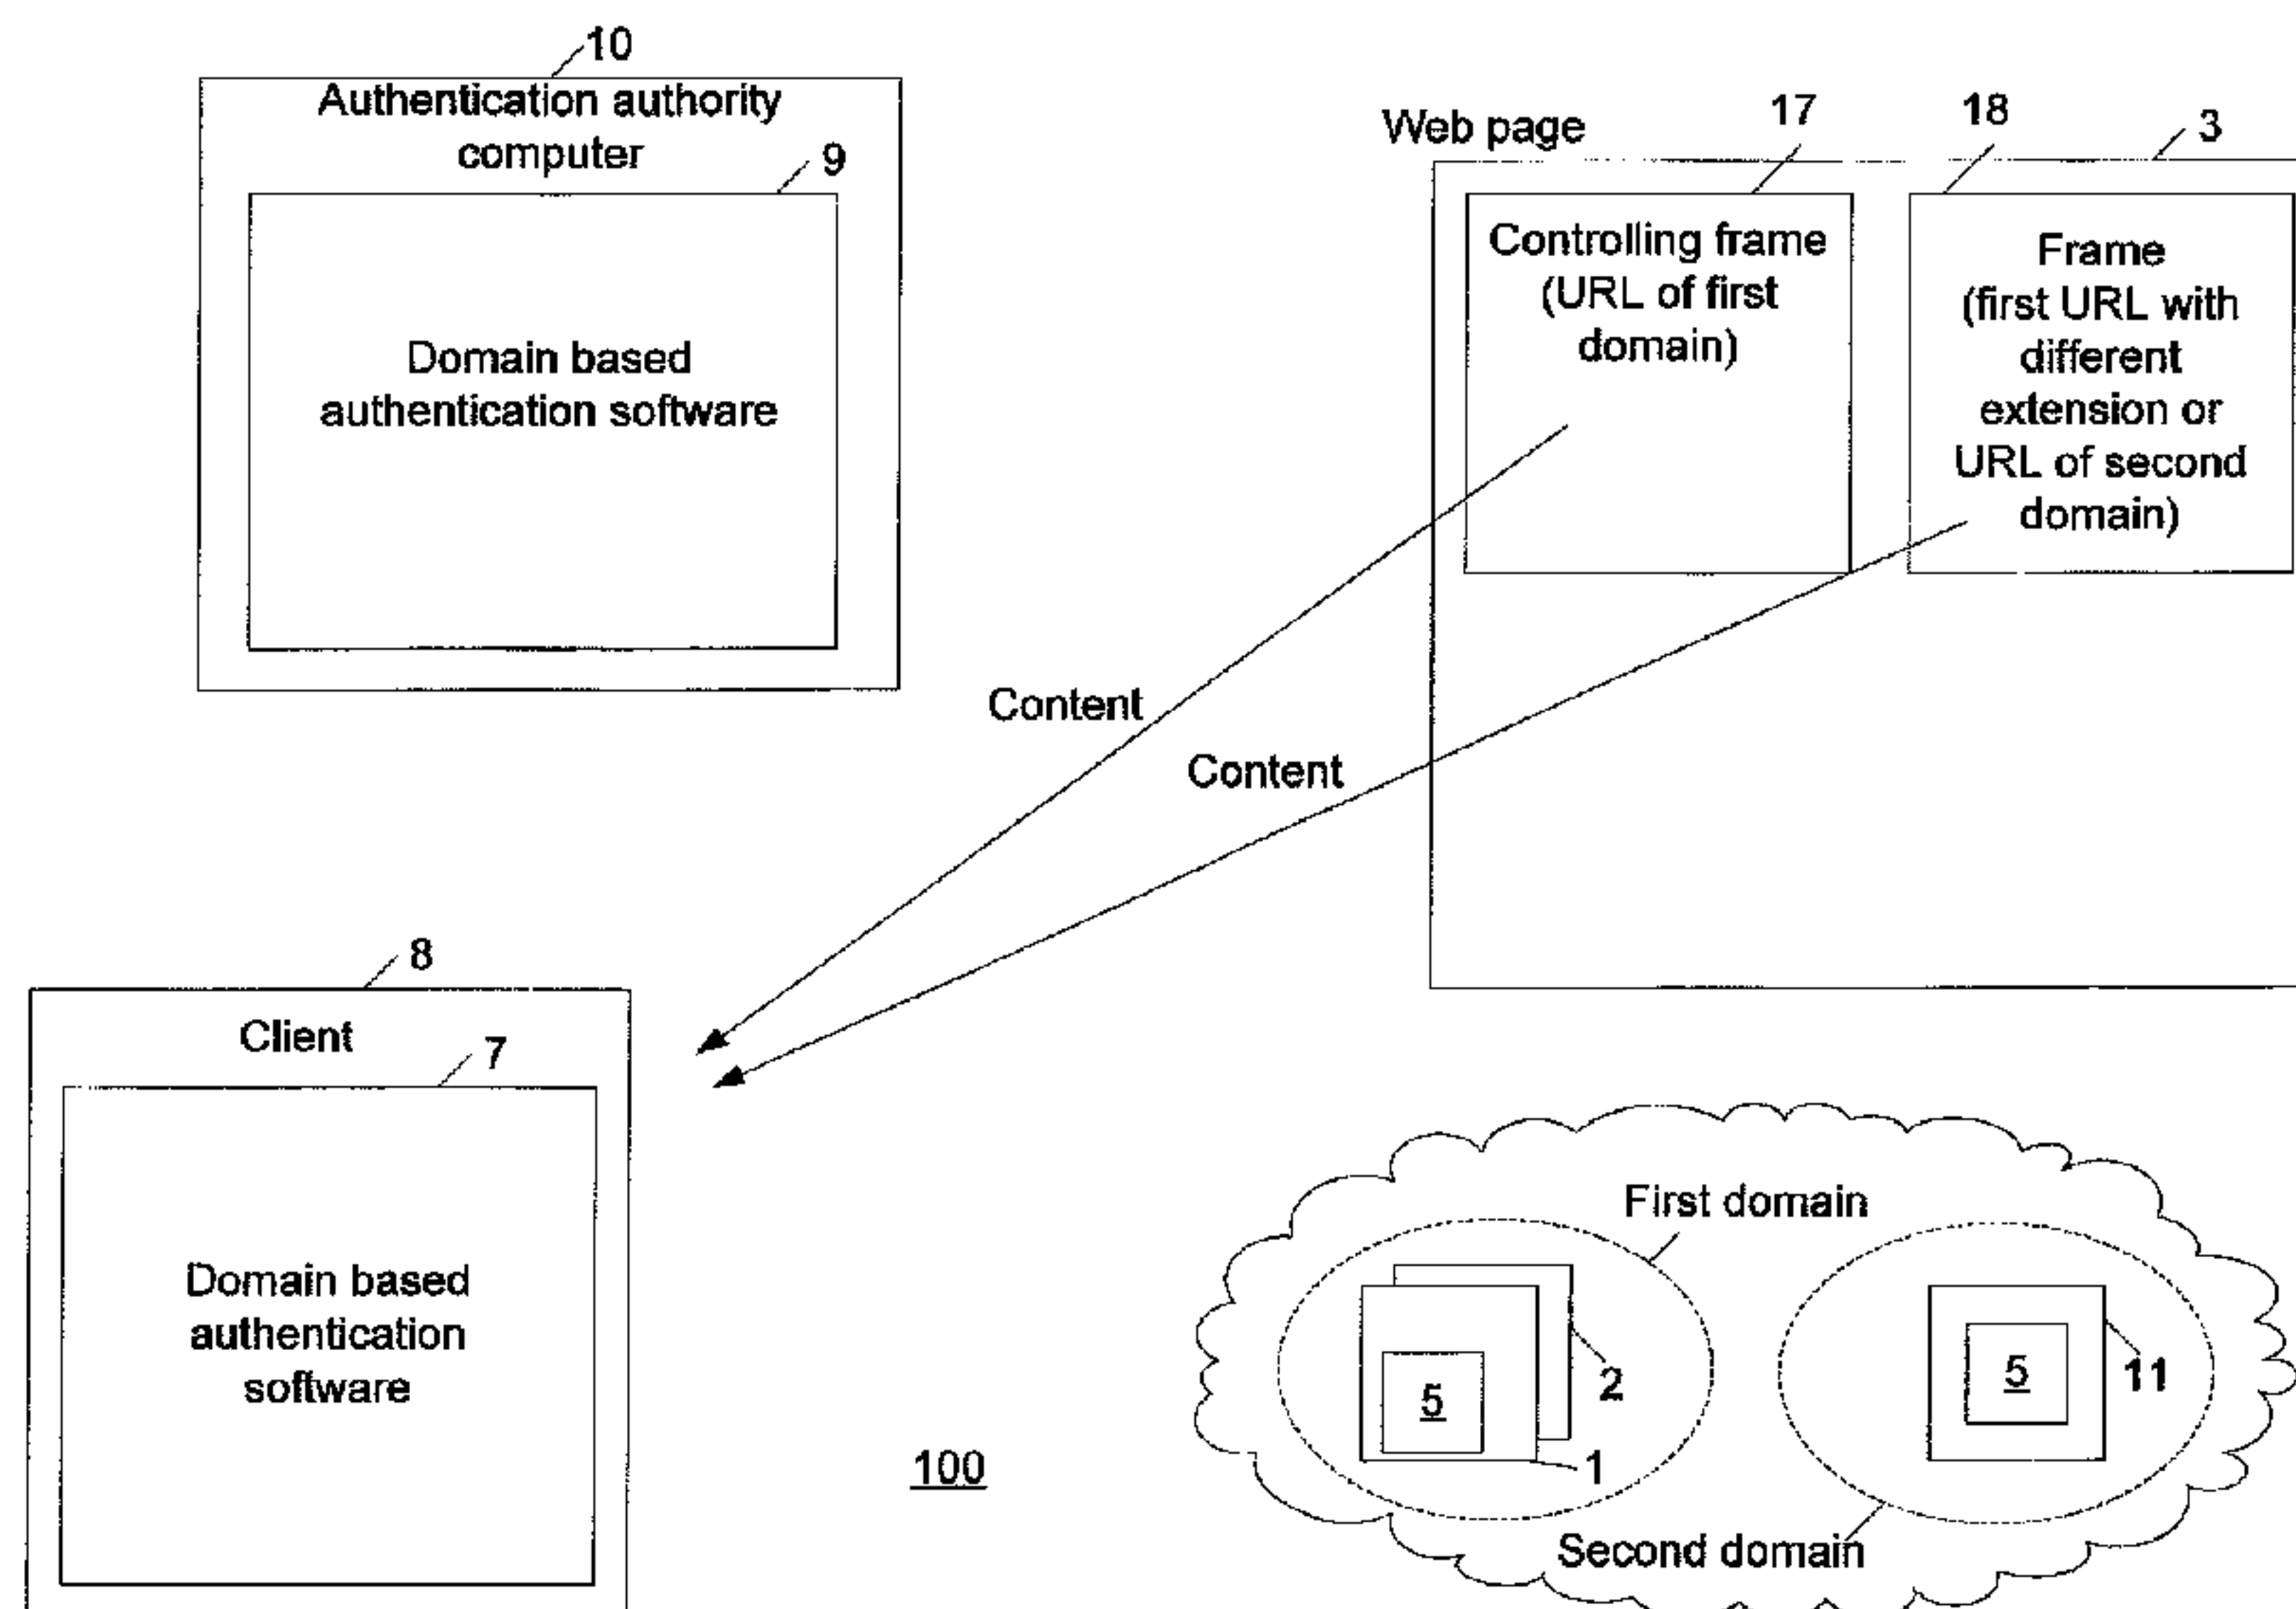 10
Authentication authority
computer
9
Domain based
authentication software
Web page
17
18
3
Controlling frame
(URL of first
domain)
Frame
(first URL with
different
extension or
URL of second
domain)
Content
Content
8
Client
7
Domain based
authentication
software
100
First domain
5
2
1
5
11
Second domain